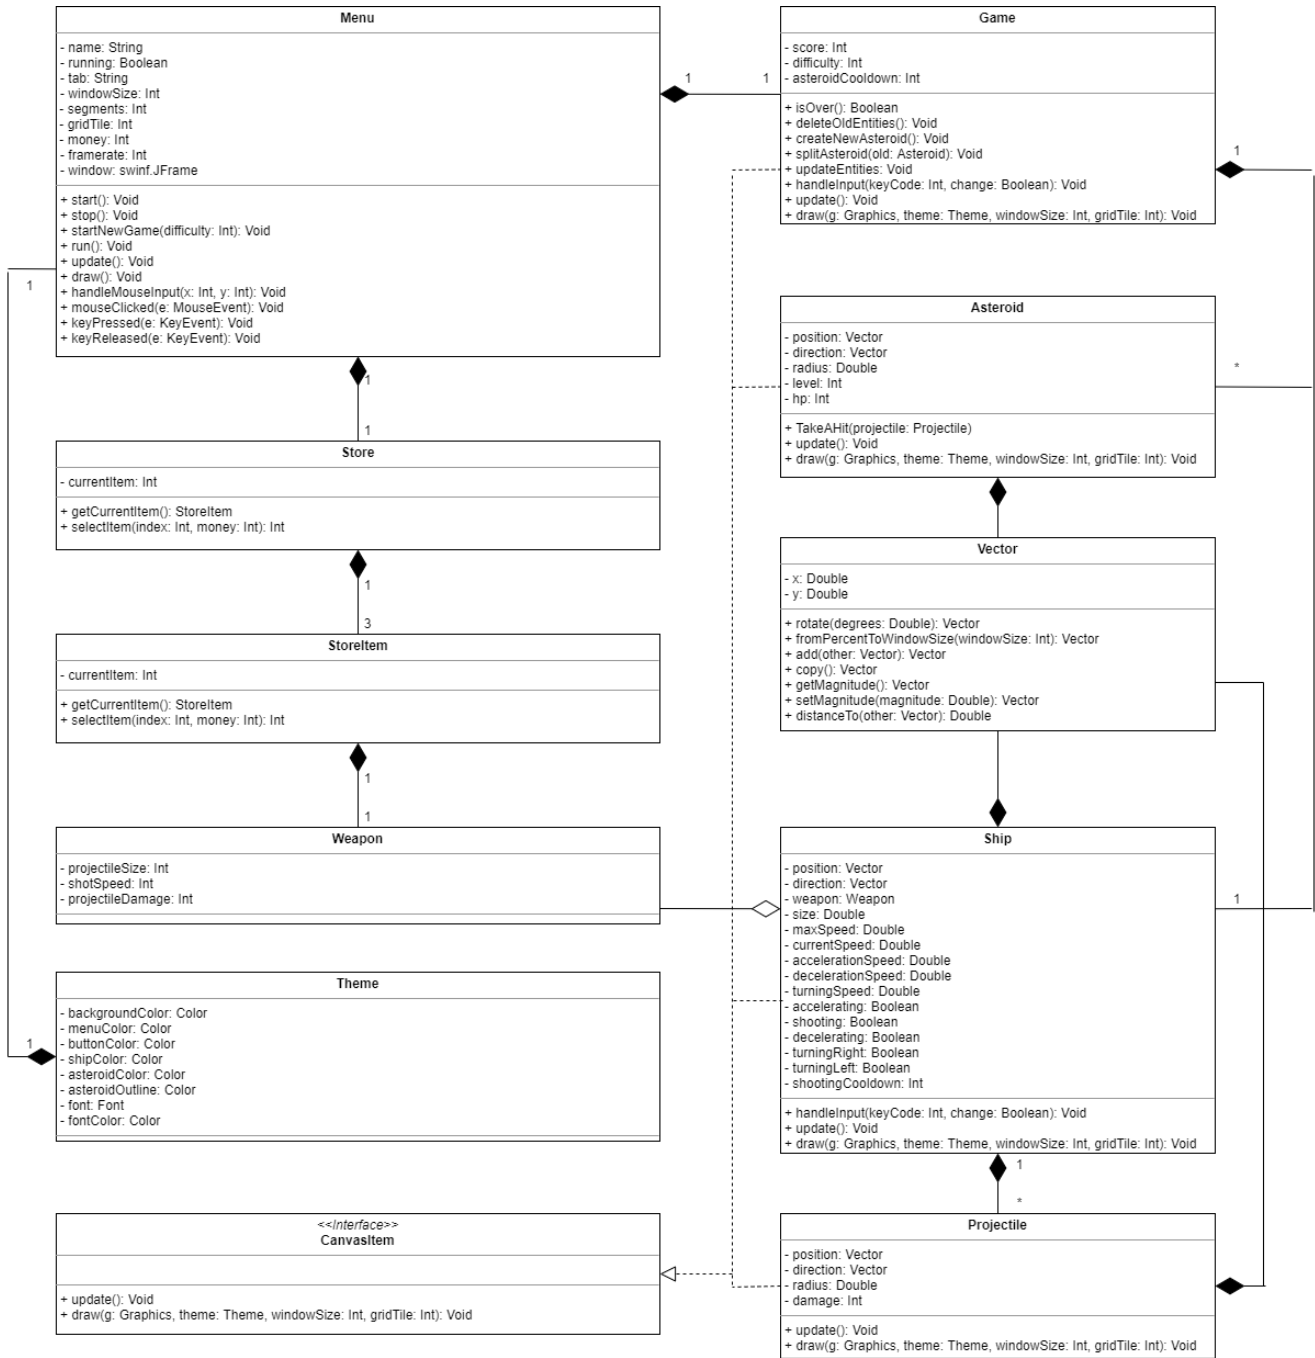 Menu
- name: String
- running: Boolean
- tab: String
- windowSize: Int
- segments: Int
- gridTile: Int
- money: Int
- framerate: Int
- window: swinf.JFrame
+ start(): Void
+ stop(): Void
+ startNewGame(difficulty: Int): Void
+ run(): Void
+ update(): Void
+ draw(): Void
+ handleMouseInput(x: Int, y: Int): Void
+ mouseClicked(e: MouseEvent): Void
+ keyPressed(e: KeyEvent): Void
+ keyReleased(e: KeyEvent): Void
1
1
1
1
1
Store
- currentItem: Int
+ getCurrentItem(): StoreItem
+ selectItem(index: Int, money: Int): Int
1
3
StoreItem
- currentItem: Int
+ getCurrentItem(): StoreItem
+ selectItem(index: Int, money: Int): Int
1
1
Weapon
- projectileSize: Int
- shotSpeed: Int
- projectileDamage: Int
Theme
- backgroundColor: Color
- menuColor: Color
- buttonColor: Color
- shipColor: Color
- asteroidColor: Color
- asteroidOutline: Color
- font: Font
- fontColor: Color
1
<<Interface>>
CanvasItem
+ update(): Void
+ draw(g: Graphics, theme: Theme, windowSize: Int, gridTile: Int): Void
Game
- score: Int
- difficulty: Int
- asteroidCooldown: Int
+ isOver(): Boolean
+ deleteOldEntities(): Void
+ createNewAsteroid(): Void
+ splitAsteroid(old: Asteroid): Void
+ updateEntities: Void
+ handleInput(keyCode: Int, change: Boolean): Void
+ update(): Void
+ draw(g: Graphics, theme: Theme, windowSize: Int, gridTile: Int): Void
1
Asteroid
- position: Vector
- direction: Vector
- radius: Double
- level: Int
- hp: Int
+ TakeAHit(projectile: Projectile)
+ update(): Void
+ draw(g: Graphics, theme: Theme, windowSize: Int, gridTile: Int): Void
*
Vector
- x: Double
- y: Double
+ rotate(degrees: Double): Vector
+ fromPercentToWindowSize(windowSize: Int): Vector
+ add(other: Vector): Vector
+ copy(): Vector
+ getMagnitude(): Vector
+ setMagnitude(magnitude: Double): Vector
+ distanceTo(other: Vector): Double
Ship
- position: Vector
- direction: Vector
- weapon: Weapon
- size: Double
- maxSpeed: Double
- currentSpeed: Double
- accelerationSpeed: Double
- decelerationSpeed: Double
- turningSpeed: Double
- accelerating: Boolean
- shooting: Boolean
- decelerating: Boolean
- turningRight: Boolean
- turningLeft: Boolean
- shootingCooldown: Int
+ handleInput(keyCode: Int, change: Boolean): Void
+ update(): Void
+ draw(g: Graphics, theme: Theme, windowSize: Int, gridTile: Int): Void
1
1
*
Projectile
- position: Vector
- direction: Vector
- radius: Double
- damage: Int
+ update(): Void
+ draw(g: Graphics, theme: Theme, windowSize: Int, gridTile: Int): Void